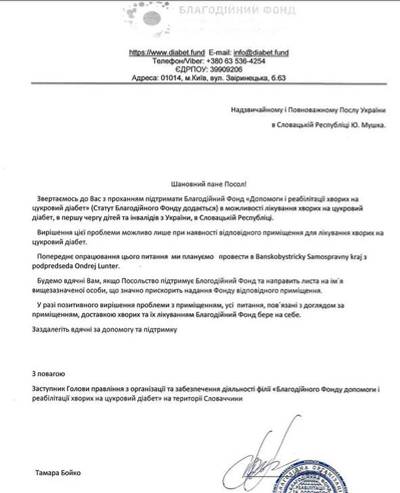 БЛАГОДІЙНИЙ ФОНД
https://www.diabet.fund E-mail: info@diabet.fund
Телефон/Viber: +380 63 536-4254
ЄДРПОУ: 39909206
Адреса: 01014, м.Київ, вул. Звіринецька, б.63
Надзвичайному і Повноважному Послу України
в Словацькій Республіці Ю. Мушка.
Шановний пане Посол!
Звертаємось до Вас з проханням підтримати Благодійний Фонд «Допомоги і реабілітації хворих на
цукровий діабет» (Статут Благодійного Фонду додається) в можливості лікування хворих на цукровий
діабет, в першу чергу дітей та інвалідів з України, в Словацькій Республіці.
Вирішення цієї проблеми можливо лише при наявності відповідного приміщення для лікування хворих на
цукровий діабет.
Попереднє опрацювання цього питання ми плануємо провести в Banskobystricky Samospravny kraj з
podpredseda Ondrej Lunter.
Будемо вдячні Вам, якщо Посольство підтримує Благодійний Фонд та направить листа на ім´я
вищезазначеної особи, що значно прискорить надання Фонду відповідного приміщення.
У разі позитивного вирішення проблеми з приміщенням, усі питання, пов´язані з доглядом за
приміщенням, доставкою хворих та їх лікуванням Благодійний Фонд бере на себе.
Заздалегідь вдячні за допомогу та підтримку
З повагою
Заступник Голови правління з організації та забезпечення діяльності філії «Благодійного Фонду допомоги і
реабілітації хворих на цукровий діабет» на території Словаччини
Тамара Бойко